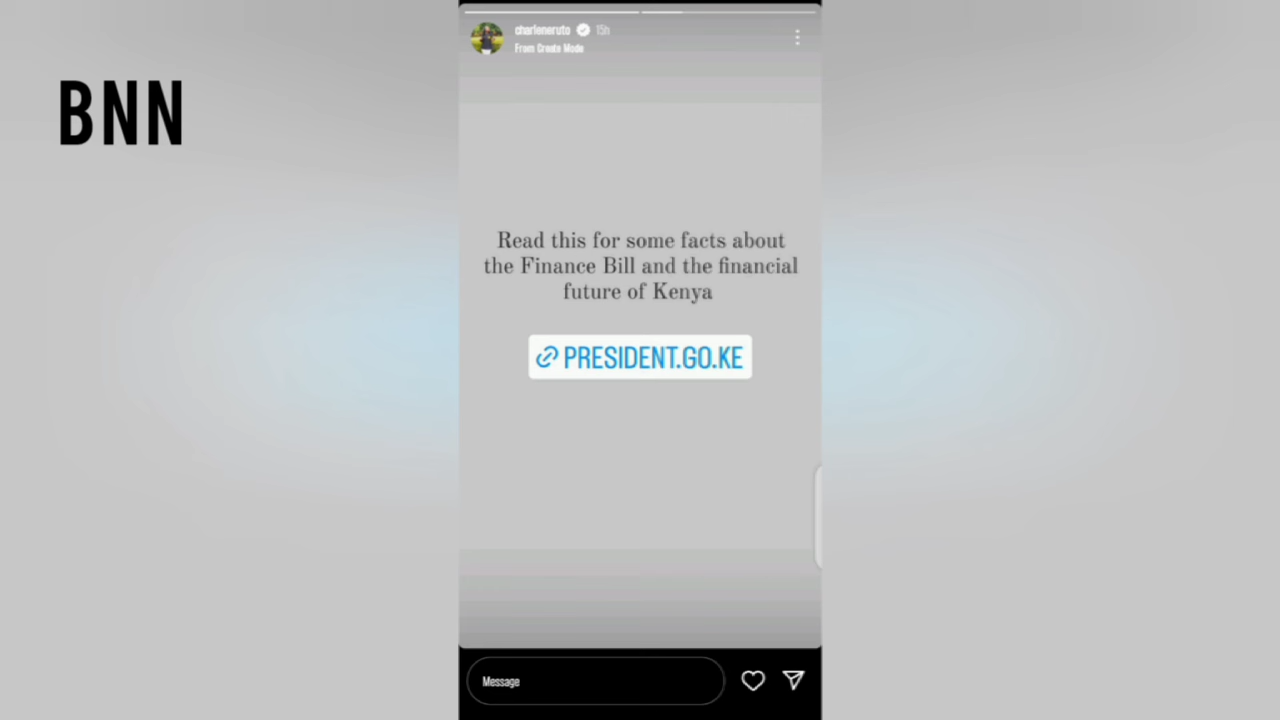 BNN
charleneruto 15h
From Create Mode
Read this for some facts about
the Finance Bill and the financial
future of Kenya
PRESIDENT.GO.KE
Message